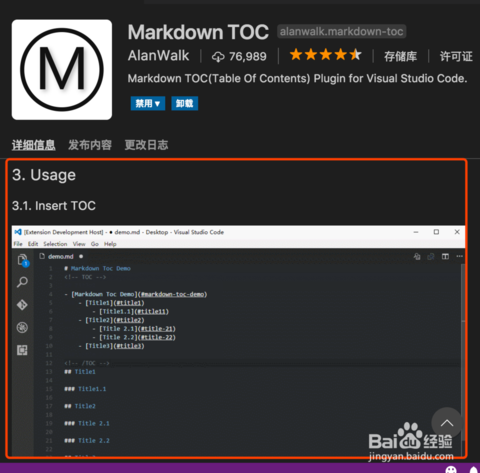 M
Markdown TOC
alanwalk.markdown-toc
AlanWalk
76,989
存储库
许可证
Markdown TOC(Table Of Contents) Plugin for Visual Studio Code.
禁用▼
卸载
详细信息 发布内容 更改日志
3. Usage
3.1. Insert TOC
[Extension Development Host] - ● demo.md - Desktop - Visual Studio Code
File Edit Selection View Go Help
demo.md ●
1 # Markdown Toc Demo
2 <!-- TOC -->
3
4 - [Markdown Toc Demo](#markdown-toc-demo)
5 - [Title1](#title1)
6 - [Title1.1](#title11)
7 - [Title2](#title2)
8 - [Title 2.1](#title-21)
9 - [Title 2.2](#title-22)
10 - [Title3](#title3)
11
12 <!-- /TOC -->
13 ## Title1
14
15 ### Title1.1
16
17 ## Title2
18
19 ### Title 2.1
20
21 ### Title 2.2
22
Baidu经验
jingyan.baidu.com